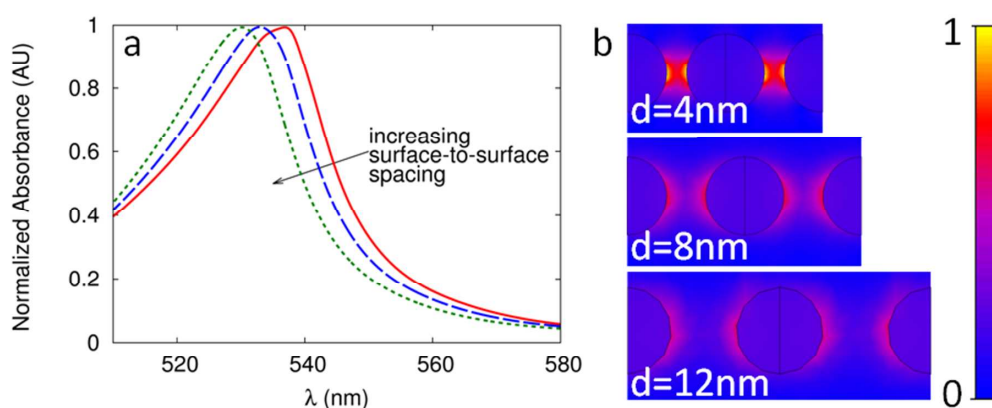 a
Normalized Absorbance (AU)
1
0.8
0.6
0.4
0.2
0
520
540
560
580
λ (nm)
increasing
surface-to-surface
spacing
b
d=4nm
d=8nm
d=12nm
1
0